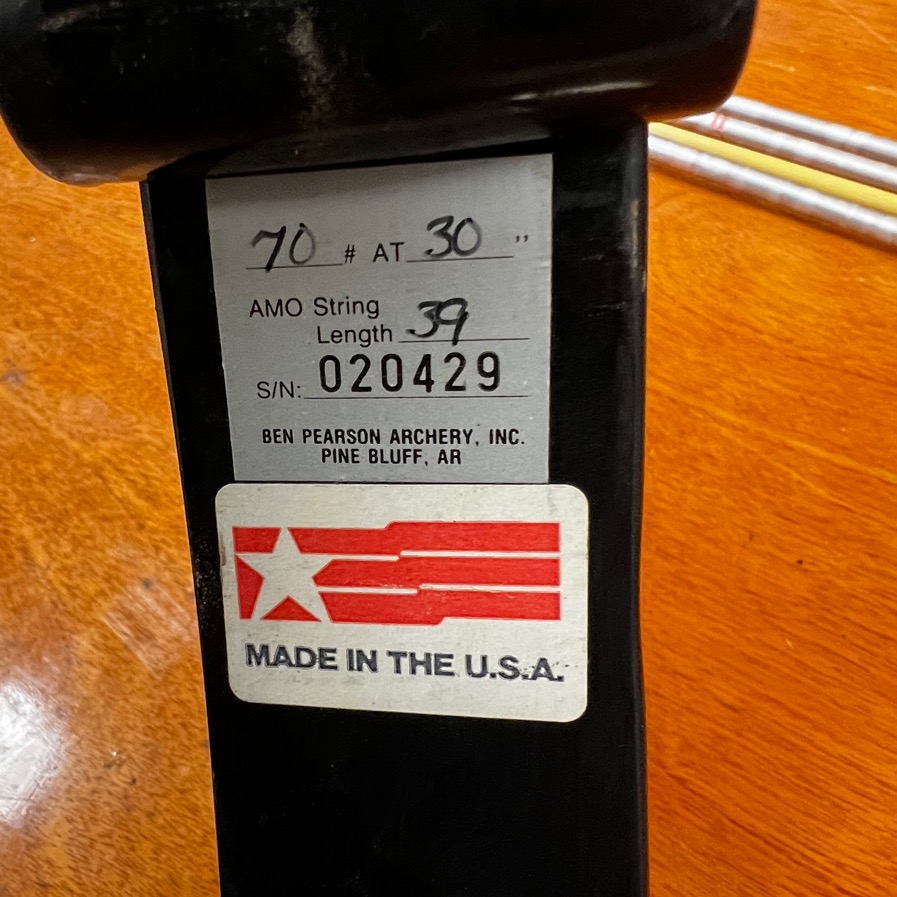 70 # AT 30 "
AMO String
Length 39
S/N: 020429
BEN PEARSON ARCHERY, INC.
PINE BLUFF, AR
MADE IN THE U.S.A.